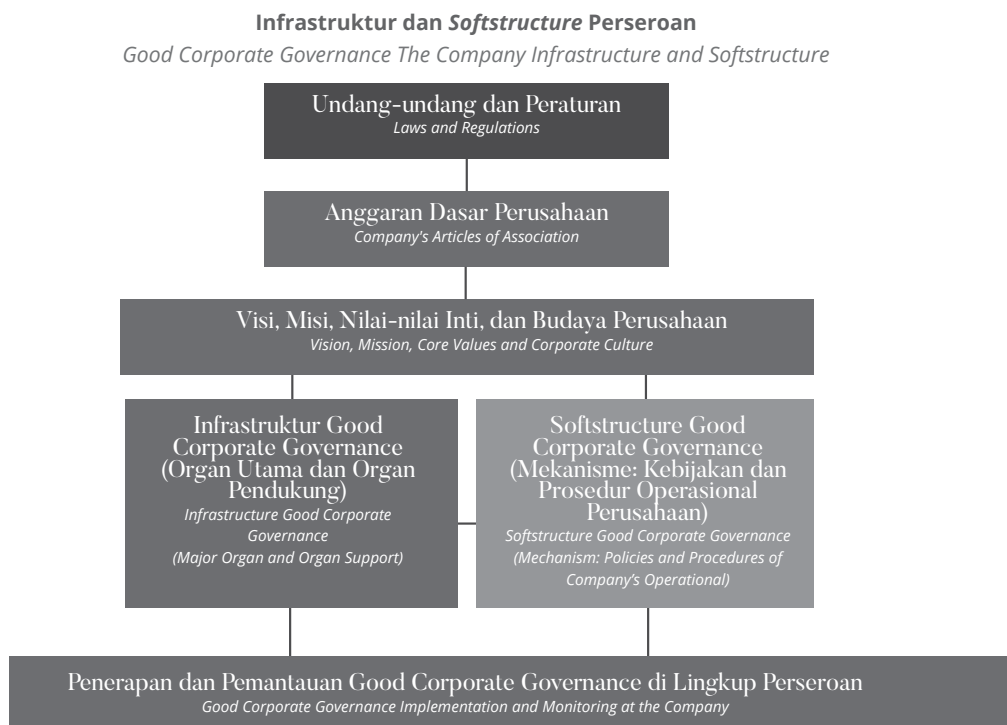 Infrastruktur dan Softstructure Perseroan
Good Corporate Governance The Company Infrastructure and Softstructure
Undang-undang dan Peraturan
Laws and Regulations
Anggaran Dasar Perusahaan
Company's Articles of Association
Visi, Misi, Nilai-nilai Inti, dan Budaya Perusahaan
Vision, Mission, Core Values and Corporate Culture
Infrastruktur Good
Corporate Governance
(Organ Utama dan Organ
Pendukung)
Infrastructure Good Corporate
Governance
(Major Organ and Organ Support)
Softstructure Good
Corporate Governance
(Mekanisme: Kebijakan dan
Prosedur Operasional
Perusahaan)
Softstructure Good Corporate Governance
(Mechanism: Policies and Procedures of
Company’s Operational)
Penerapan dan Pemantauan Good Corporate Governance di Lingkup Perseroan
Good Corporate Governance Implementation and Monitoring at the Company